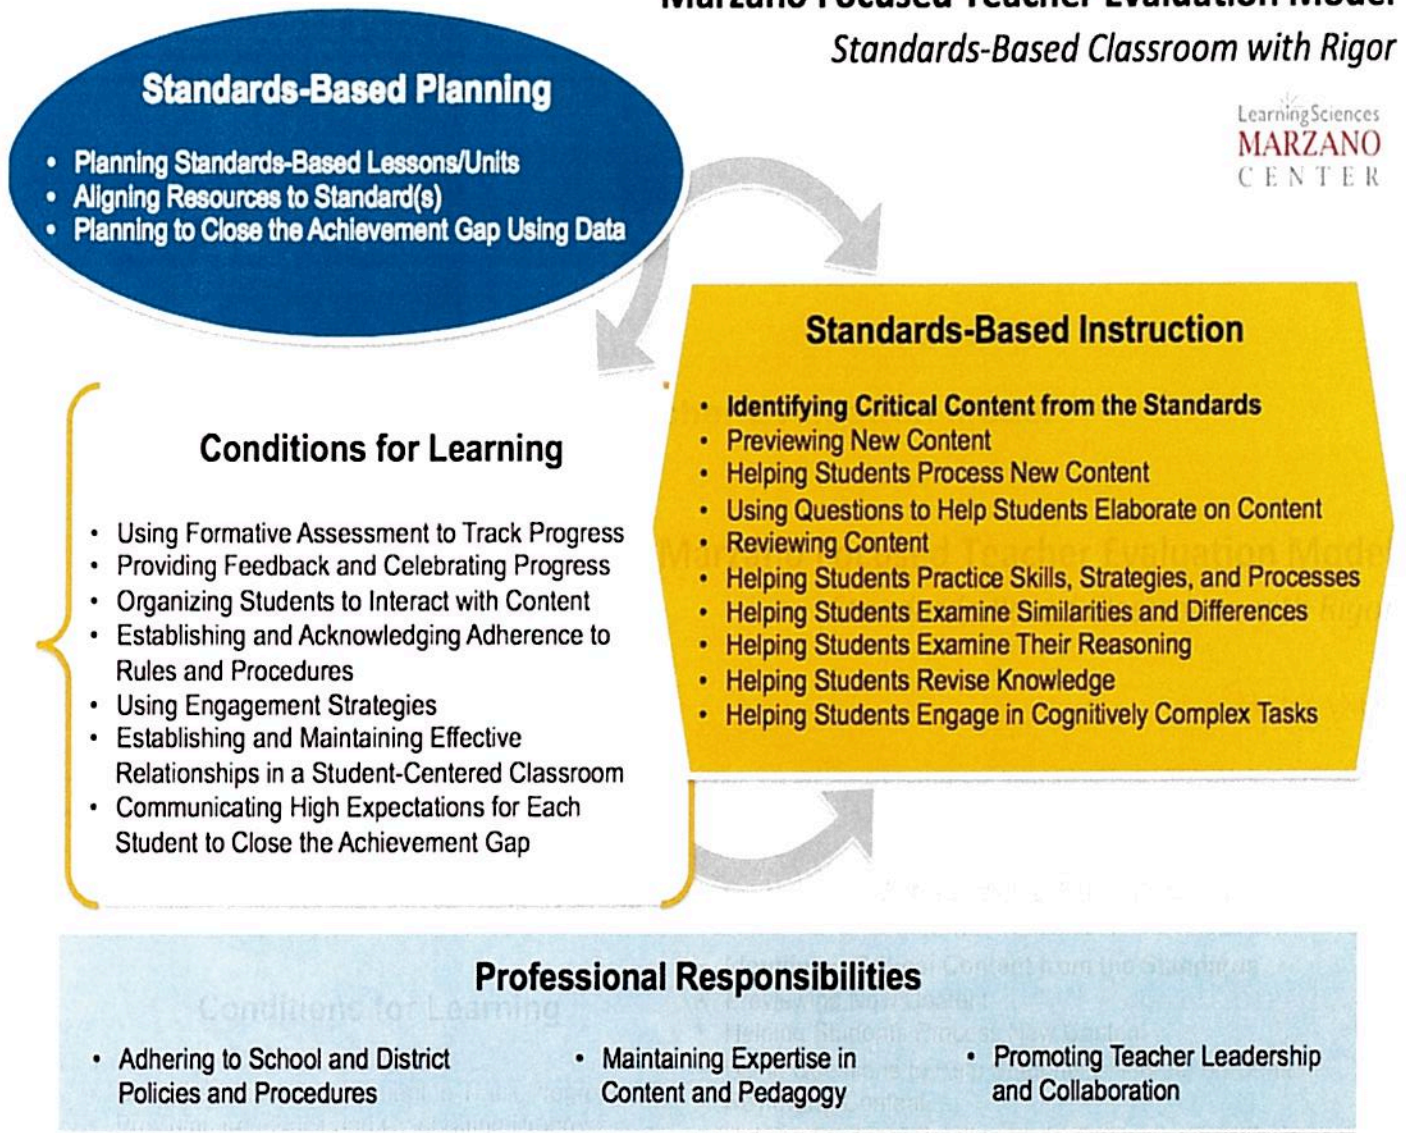 Marzano Focused Teacher Evaluation Model
Standards-Based Classroom with Rigor
LearningSciences
MARZANO
CENTER
Standards-Based Planning
• Planning Standards-Based Lessons/Units
• Aligning Resources to Standard(s)
• Planning to Close the Achievement Gap Using Data
Standards-Based Instruction
• Identifying Critical Content from the Standards
• Previewing New Content
• Helping Students Process New Content
• Using Questions to Help Students Elaborate on Content
• Reviewing Content
• Helping Students Practice Skills, Strategies, and Processes
• Helping Students Examine Similarities and Differences
• Helping Students Examine Their Reasoning
• Helping Students Revise Knowledge
• Helping Students Engage in Cognitively Complex Tasks
Conditions for Learning
• Using Formative Assessment to Track Progress
• Providing Feedback and Celebrating Progress
• Organizing Students to Interact with Content
• Establishing and Acknowledging Adherence to
Rules and Procedures
• Using Engagement Strategies
• Establishing and Maintaining Effective
Relationships in a Student-Centered Classroom
• Communicating High Expectations for Each
Student to Close the Achievement Gap
Professional Responsibilities
• Adhering to School and District
Policies and Procedures
• Maintaining Expertise in
Content and Pedagogy
• Promoting Teacher Leadership
and Collaboration